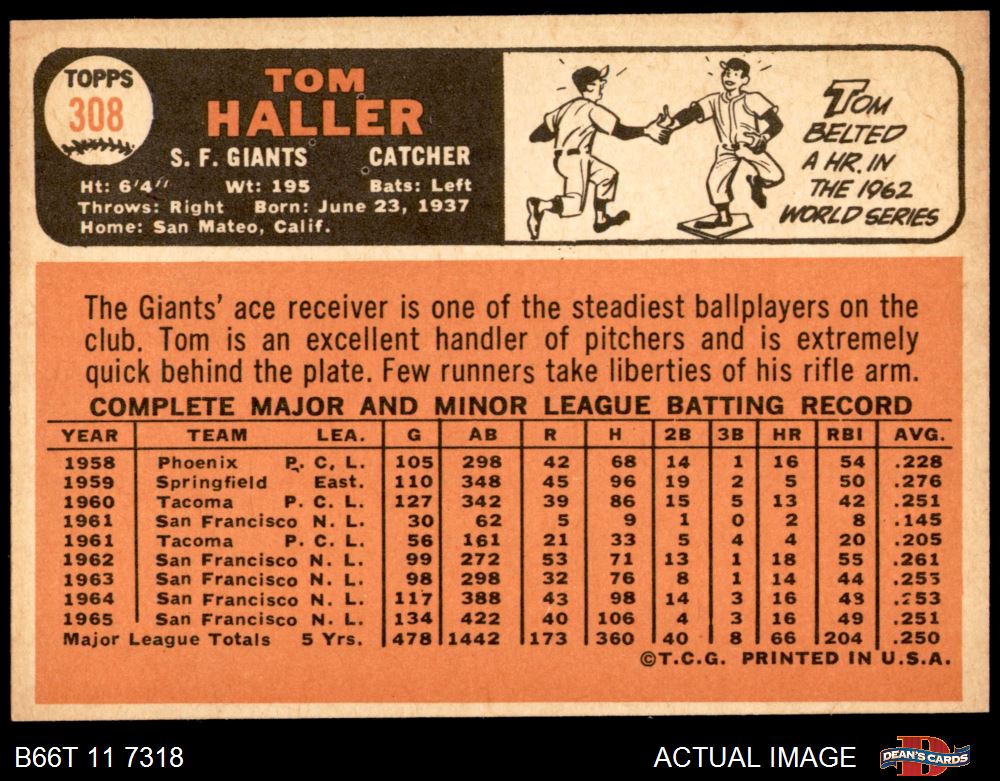 TOPPS
308
TOM
HALLER
S. F. GIANTS CATCHER
Ht: 6'4" Wt: 195 Bats: Left
Throws: Right Born: June 23, 1937
Home: San Mateo, Calif.
TOM
BELTED
A HR. IN
THE 1962
WORLD SERIES
The Giants' ace receiver is one of the steadiest ballplayers on the
club. Tom is an excellent handler of pitchers and is extremely
quick behind the plate. Few runners take liberties of his rifle arm.
COMPLETE MAJOR AND MINOR LEAGUE BATTING RECORD
YEAR TEAM LEA. G AB R H 2B 3B HR RBI AVG.
1958 Phoenix P. C. L. 105 298 42 68 14 1 16 54 .228
1959 Springfield East. 110 348 45 96 19 2 5 50 .276
1960 Tacoma P. C. L. 127 342 39 86 15 5 13 42 .251
1961 San Francisco N. L. 30 62 5 9 1 0 2 8 .145
1961 Tacoma P. C. L. 56 161 21 33 5 4 4 20 .205
1962 San Francisco N. L. 99 272 53 71 13 1 18 55 .261
1963 San Francisco N. L. 98 298 32 76 8 1 14 44 .255
1964 San Francisco N. L. 117 388 43 98 14 3 16 48 .253
1965 San Francisco N. L. 134 422 40 106 4 3 16 49 .251
Major League Totals 5 Yrs. 478 1442 173 360 40 8 66 204 .250
©T.C.G. PRINTED IN U.S.A.
B66T 11 7318 ACTUAL IMAGE DEAN'S CARDS